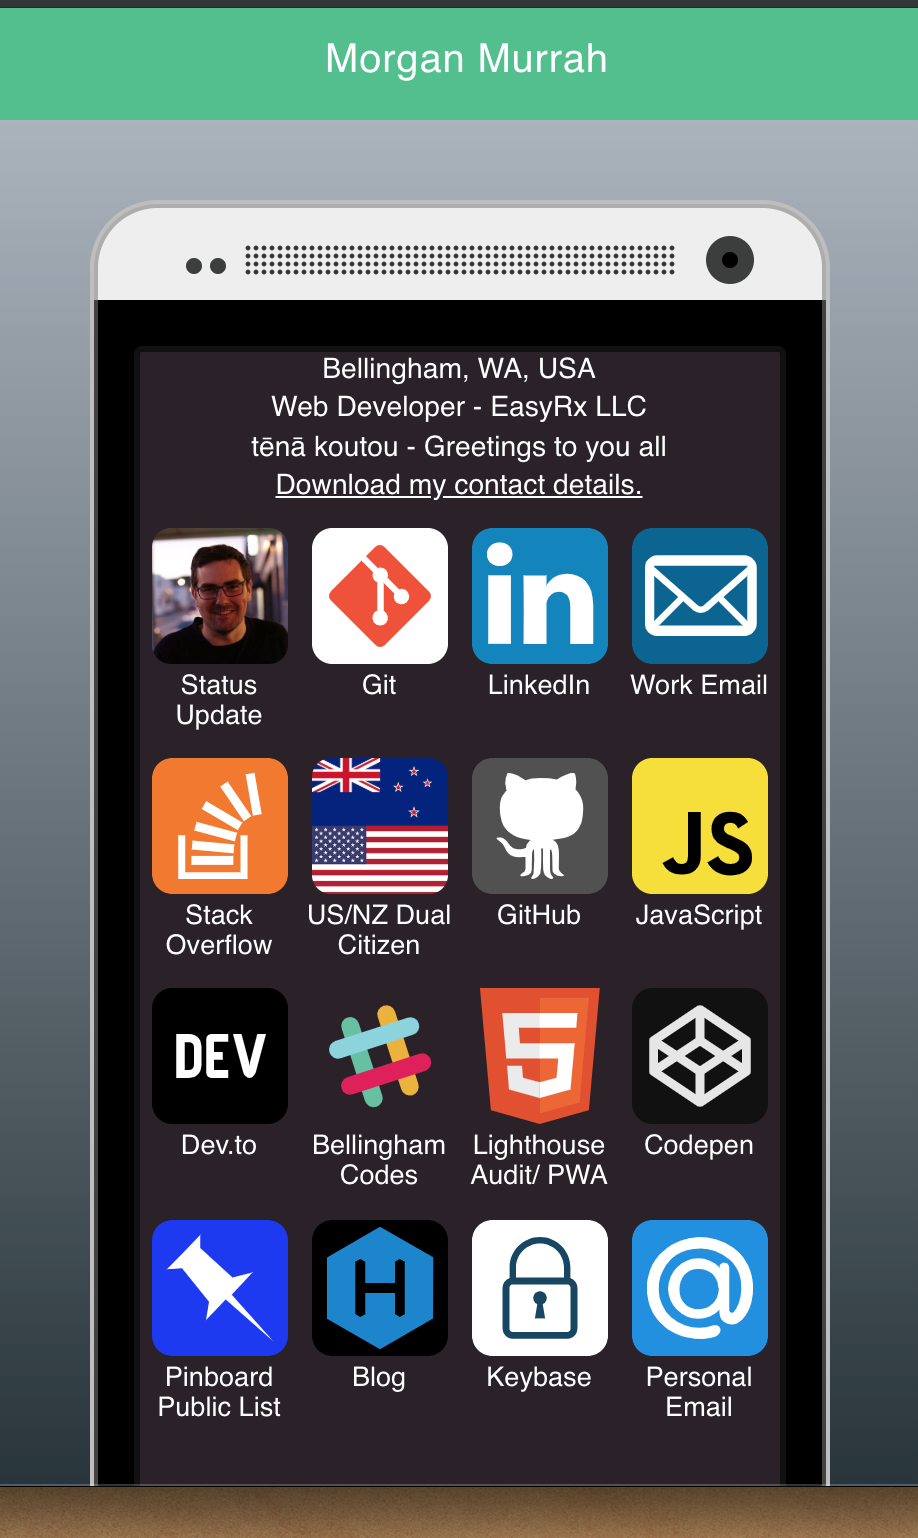 Morgan Murrah
Bellingham, WA, USA
Web Developer - EasyRx LLC
tēnā koutou - Greetings to you all
Download my contact details.
in
Status
Update
Git
LinkedIn
Work Email
JS
Stack
Overflow
US/NZ Dual
Citizen
GitHub
JavaScript
DEV
5
Dev.to
Bellingham
Codes
Lighthouse
Audit/ PWA
Codepen
H
@
Pinboard
Public List
Blog
Keybase
Personal
Email